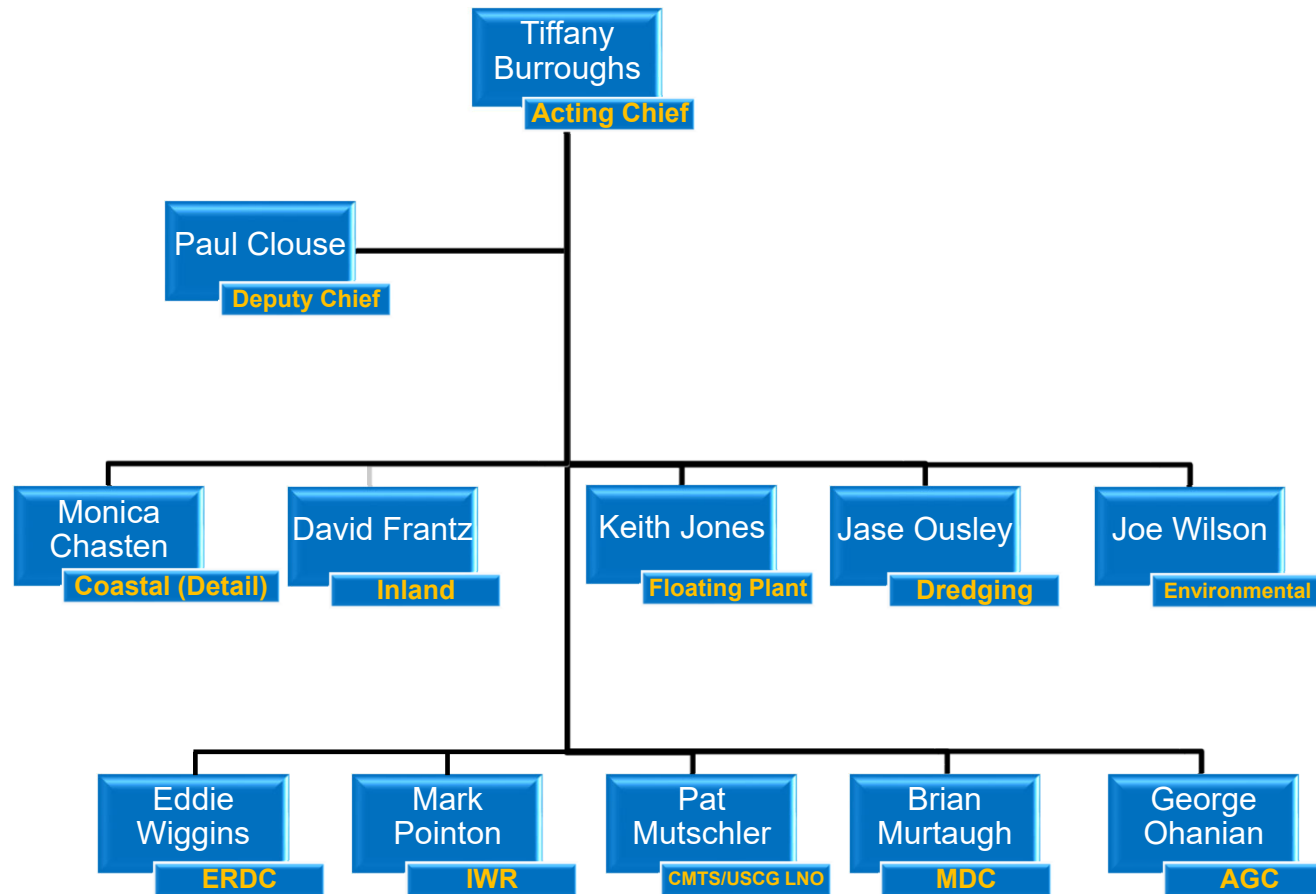 Tiffany
Burroughs
Acting Chief
Paul Clouse
Deputy Chief
Monica
Chasten
Coastal (Detail)
David Frantz
Inland
Keith Jones
Floating Plant
Jase Ousley
Dredging
Joe Wilson
Environmental
Eddie
Wiggins
ERDC
Mark
Pointon
IWR
Pat
Mutschler
CMTS/USCG LNO
Brian
Murtaugh
MDC
George
Ohanian
AGC